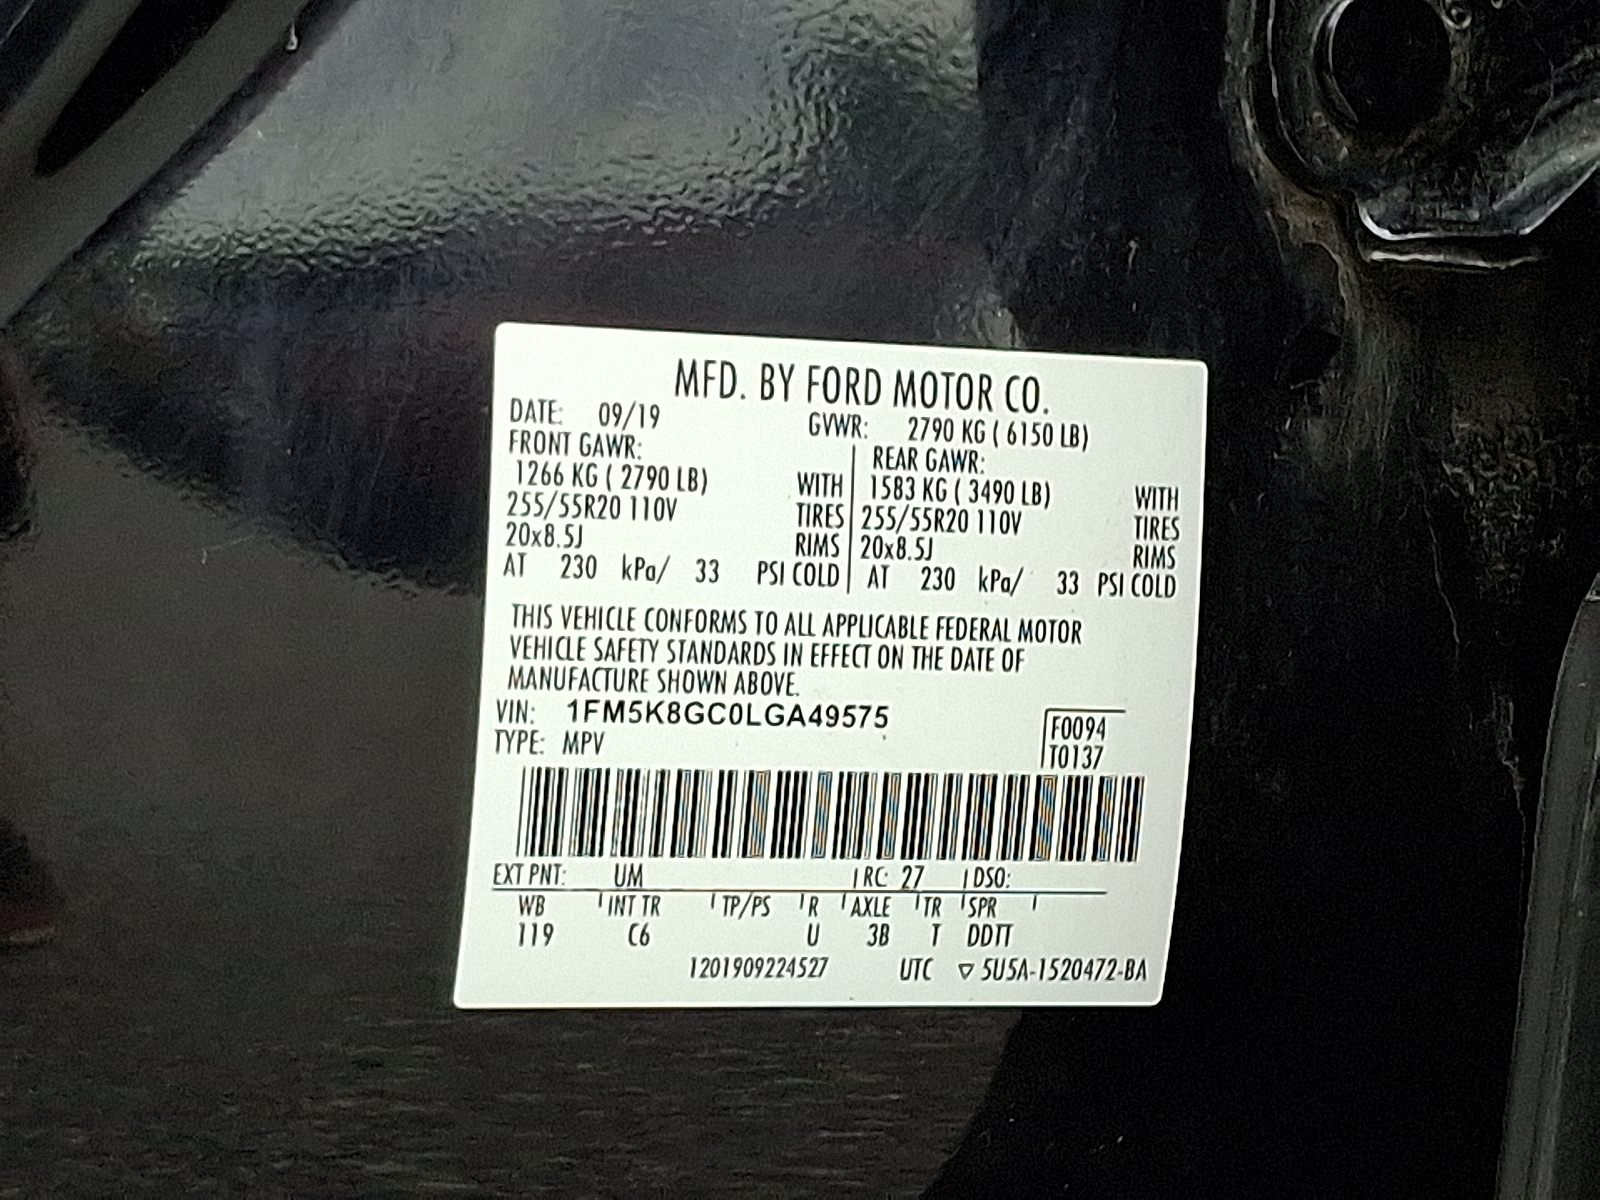 MFD. BY FORD MOTOR CO.
DATE: 09/19 GVWR: 2790 KG ( 6150 LB)
FRONT GAWR: REAR GAWR:
1266 KG ( 2790 LB) WITH 1583 KG ( 3490 LB) WITH
255/55R20 110V TIRES 255/55R20 110V TIRES
20x8.5J RIMS 20x8.5J RIMS
AT 230 kPa/ 33 PSI COLD AT 230 kPa/ 33 PSI COLD
THIS VEHICLE CONFORMS TO ALL APPLICABLE FEDERAL MOTOR
VEHICLE SAFETY STANDARDS IN EFFECT ON THE DATE OF
MANUFACTURE SHOWN ABOVE.
VIN: 1FM5K8GC0LGA49575 F0094
TYPE: MPV T0137
EXT PNT: UM RC: 27 DSO:
WB INT TR TP/PS R AXLE TR SPR
119 C6 U 3B T DDTT
1201909224527 UTC ▽ 5U5A-1520472-BA